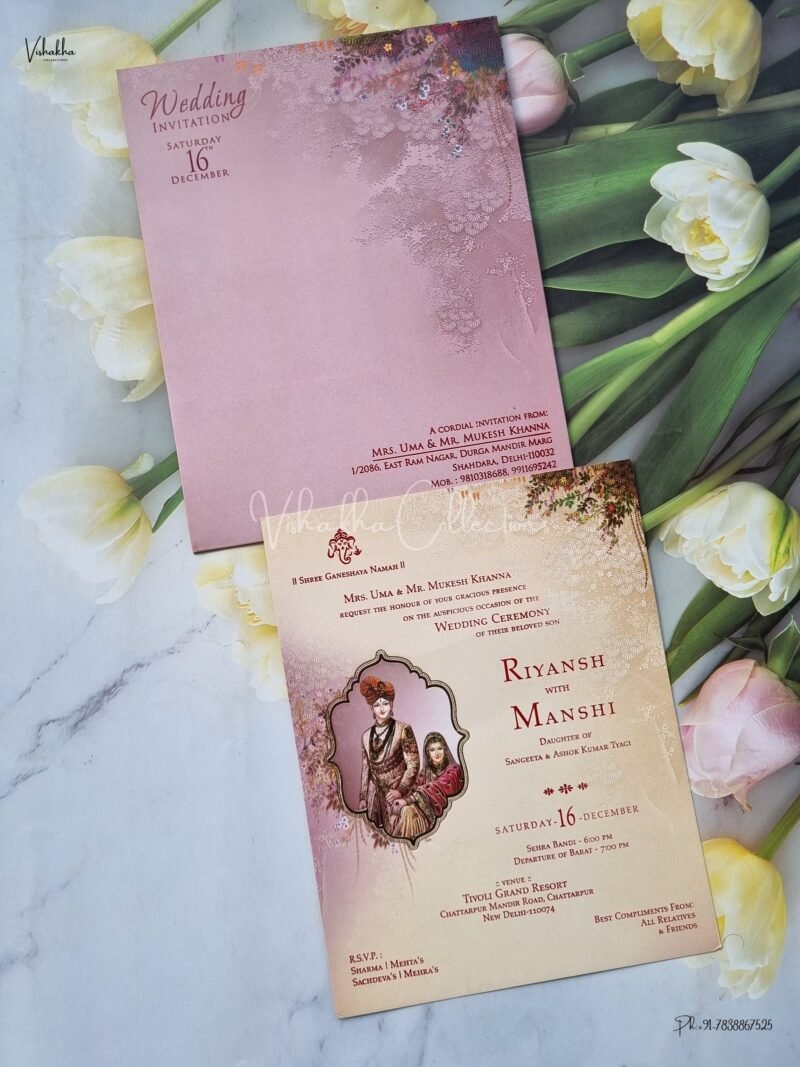 Vishakha
COLLECTIONS
Wedding
INVITATION
SATURDAY
16TH
DECEMBER
A CORDIAL INVITATION FROM:
MRS. UMA & MR. MUKESH KHANNA
1/2086, EAST RAM NAGAR, DURGA MANDIR MARG
SHAHDARA, DELHI-110032
MOB. : 9810318688, 9911695242
Vishakha Collections
|| SHREE GANESHAYA NAMAH ||
MRS. UMA & MR. MUKESH KHANNA
REQUEST THE HONOUR OF YOUR GRACIOUS PRESENCE
ON THE AUSPICIOUS OCCASION OF THE
WEDDING CEREMONY
OF THEIR BELOVED SON
RIYANSH
WITH
MANSHI
DAUGHTER OF
SANGEETA & ASHOK KUMAR TYAGI
SATURDAY-16-DECEMBER
SEHRA BANDI - 6:00 PM
DEPARTURE OF BARAT - 7:00 PM
:: VENUE ::
TIVOLI GRAND RESORT
CHATTARPUR MANDIR ROAD, CHATTARPUR
NEW DELHI-110074
BEST COMPLIMENTS FROM:
ALL RELATIVES
& FRIENDS
R.S.V.P. :
SHARMA | MEHTA'S
SACHDEVA'S | MEHRA'S
Ph.+91-7838867525